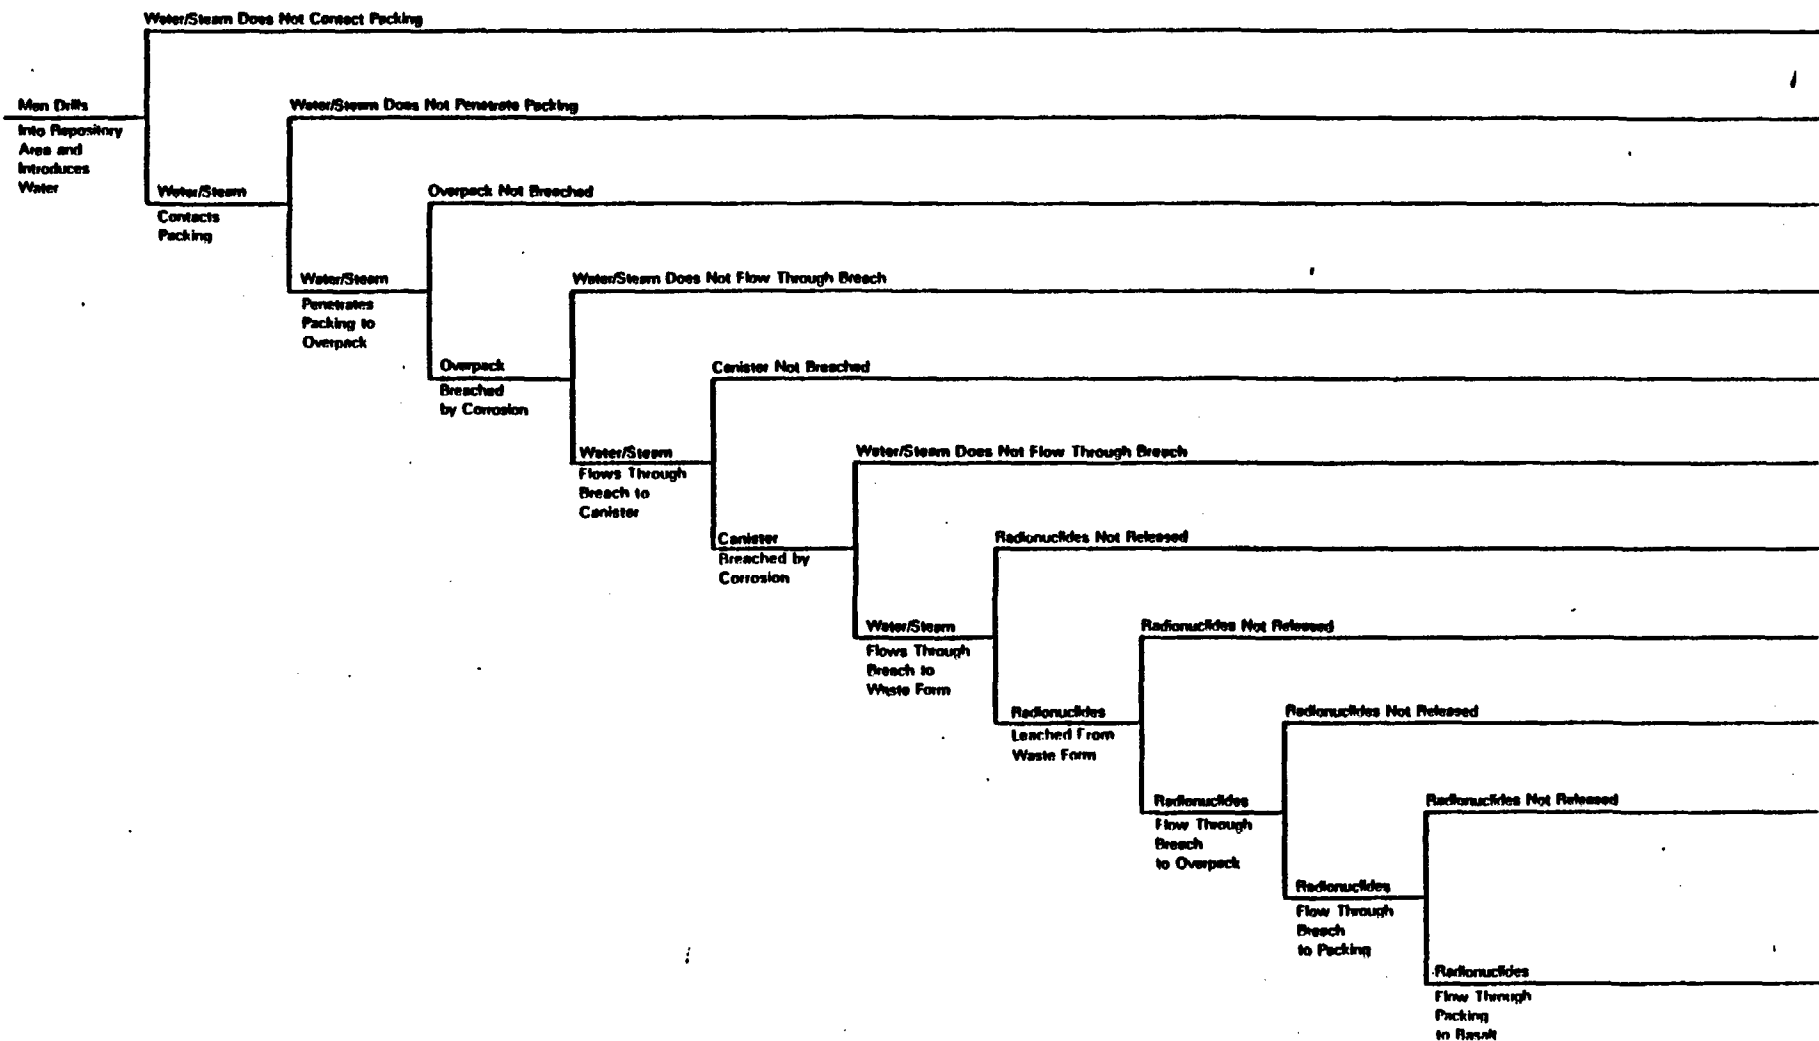 Water/Steam Does Not Contact Packing
Man Drills
Into Repository
Area and
Introduces
Water
Water/Steam Does Not Penetrate Packing
Water/Steam
Contacts
Packing
Overpack Not Breached
Water/Steam
Penetrates
Packing to
Overpack
Water/Steam Does Not Flow Through Breach
Overpack
Breached
by Corrosion
Canister Not Breached
Water/Steam
Flows Through
Breach to
Canister
Water/Steam Does Not Flow Through Breach
Canister
Breached by
Corrosion
Radionuclides Not Released
Water/Steam
Flows Through
Breach to
Waste Form
Radionuclides Not Released
Radionuclides
Leached From
Waste Form
Radionuclides Not Released
Radionuclides
Flow Through
Breach
to Overpack
Radionuclides Not Released
Radionuclides
Flow Through
Breach
to Packing
Radionuclides
Flow Through
Packing
to Basalt